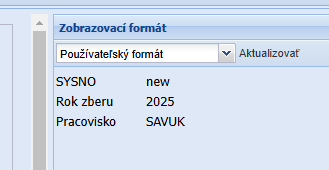 Zobrazovací formát
Používateľský formát Aktualizovať
SYSNO new
Rok zberu 2025
Pracovisko SAVUK